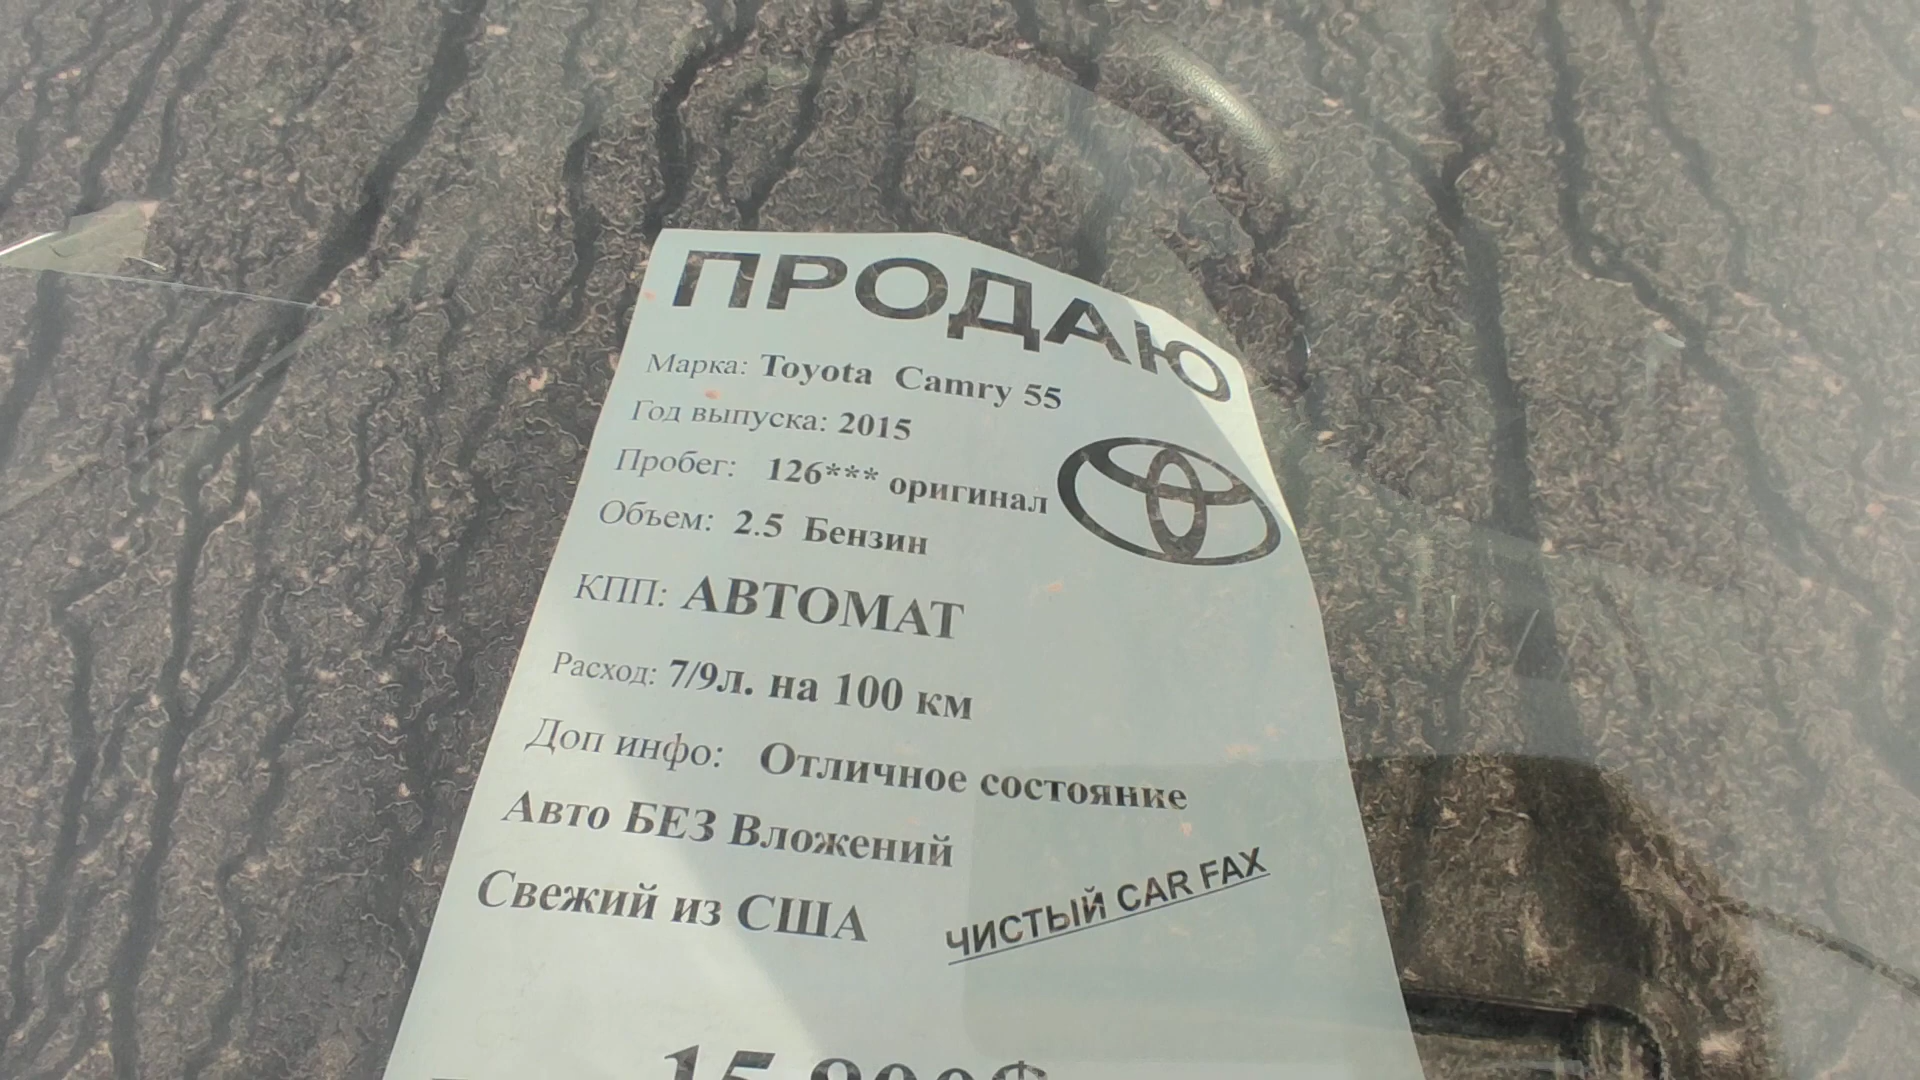 ПРОДАЮ
Марка: Toyota Camry 55
Год выпуска: 2015
Пробег: 126*** оригинал
Объем: 2.5 Бензин
КПП: АВТОМАТ
Расход: 7/9л. на 100 км
Доп инфо: Отличное состояние
Авто БЕЗ Вложений
Свежий из США
ЧИСТЫЙ CAR FAX